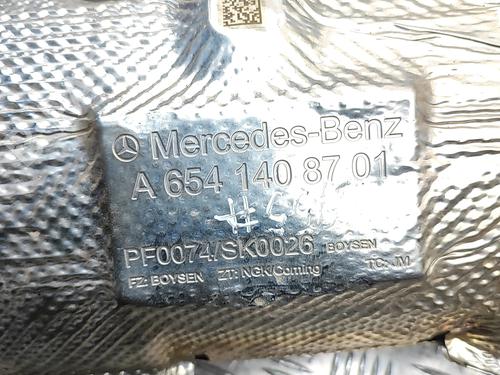 Mercedes-Benz
A 654 140 87 01
PF0074/SK0026 BOYSEN
FZ: BOYSEN ZT: NGK/Corning TC: JM